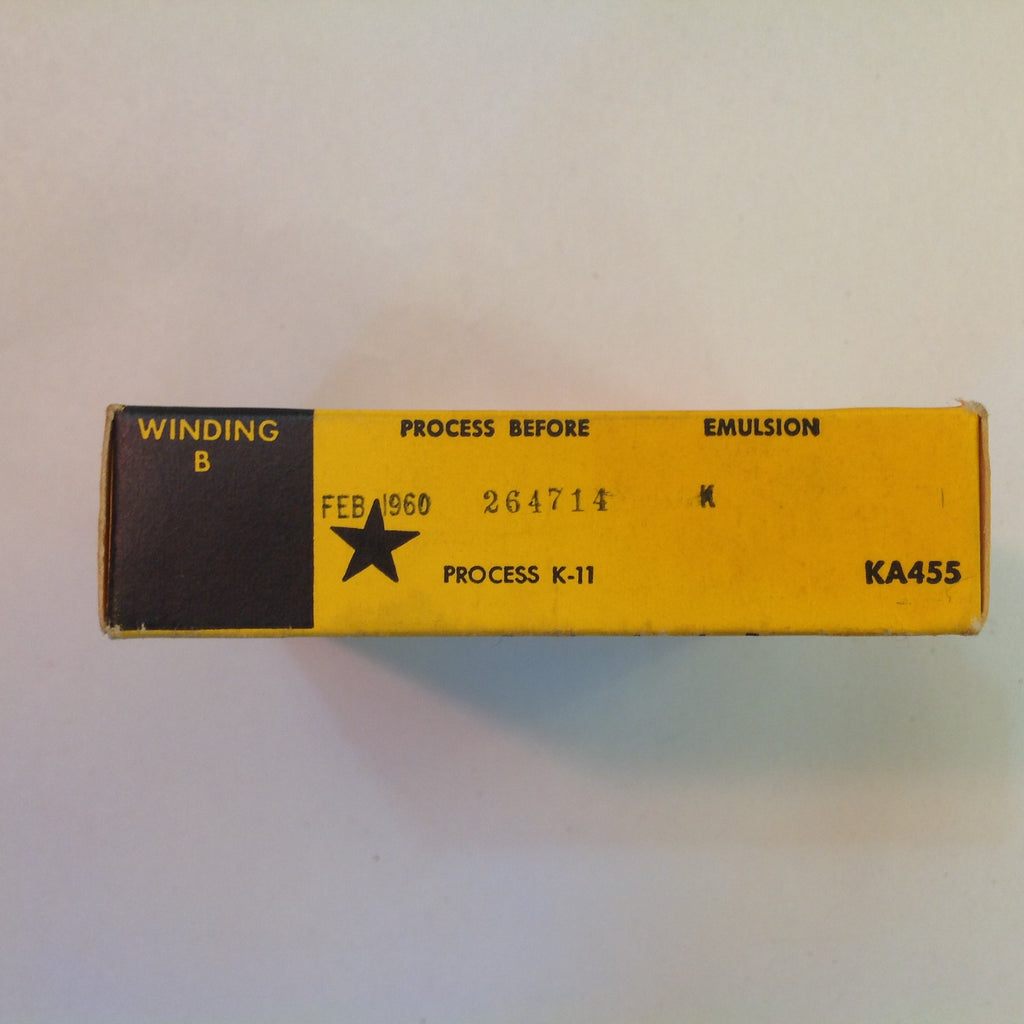 WINDING
B
PROCESS BEFORE EMULSION
FEB 1960 264714 K
PROCESS K-11
KA455